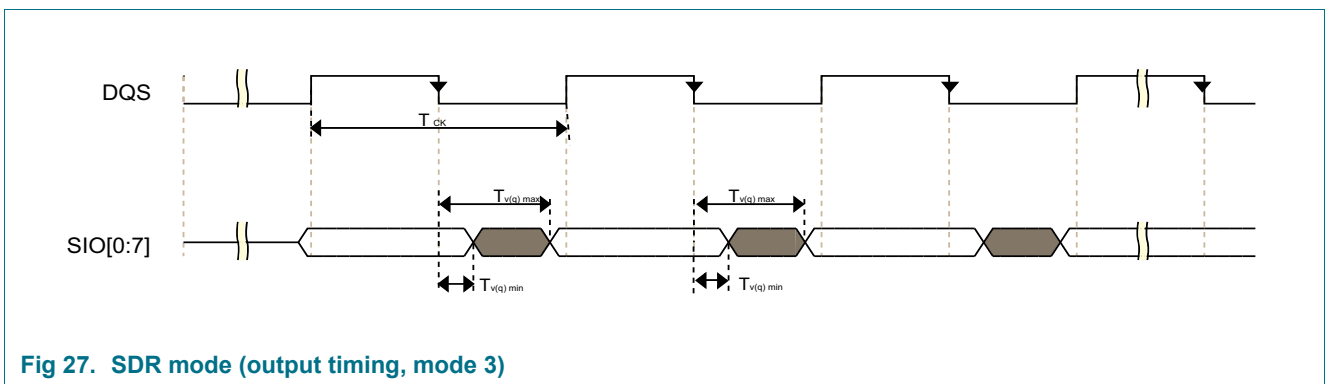 DQS
T CK
Tv(q) max
Tv(q) max
SIO[0:7]
Tv(q) min
Tv(q) min
Fig 27. SDR mode (output timing, mode 3)